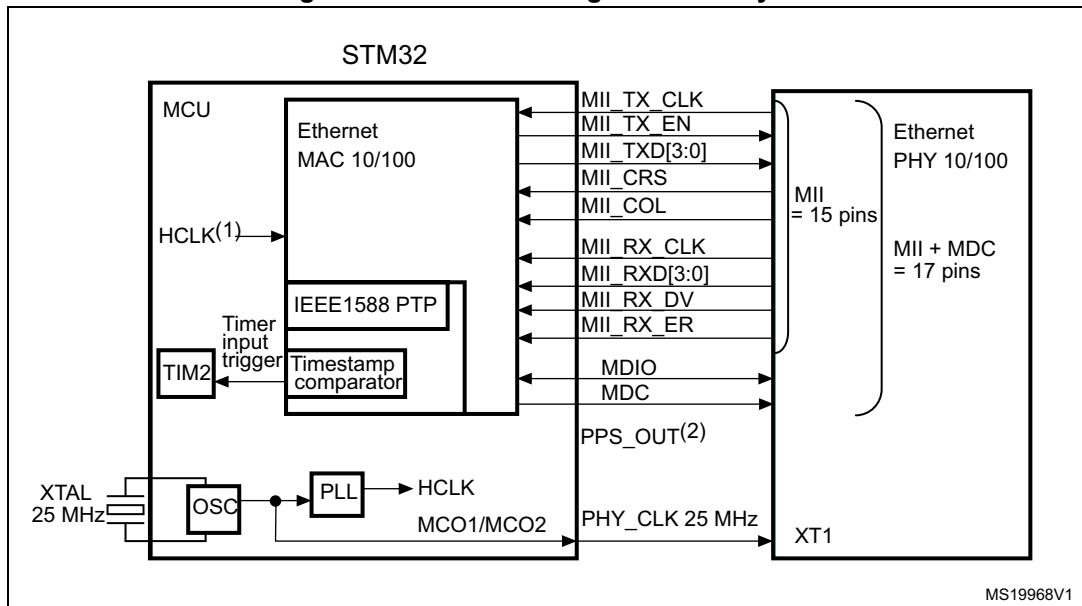 STM32
MCU
Ethernet
MAC 10/100
HCLK(1)
IEEE1588 PTP
Timer
input
trigger
TIM2
Timestamp
comparator
XTAL
25 MHz
OSC
PLL
HCLK
MCO1/MCO2
MII_TX_CLK
MII_TX_EN
MII_TXD[3:0]
MII_CRS
MII_COL
MII_RX_CLK
MII_RXD[3:0]
MII_RX_DV
MII_RX_ER
MDIO
MDC
PPS_OUT(2)
PHY_CLK 25 MHz
MII
= 15 pins
Ethernet
PHY 10/100
MII + MDC
= 17 pins
XT1
MS19968V1